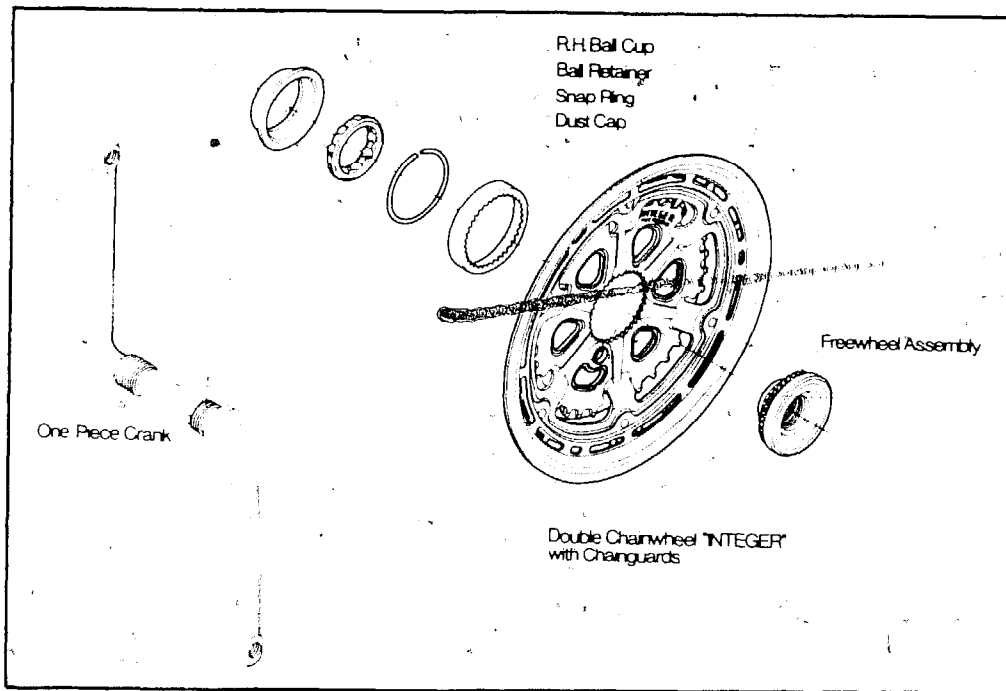 R.H. Ball Cup
Ball Retainer
Snap Ring
Dust Cap
Freewheel Assembly
One Piece Crank
Double Chainwheel "INTEGER"
with Chainguards